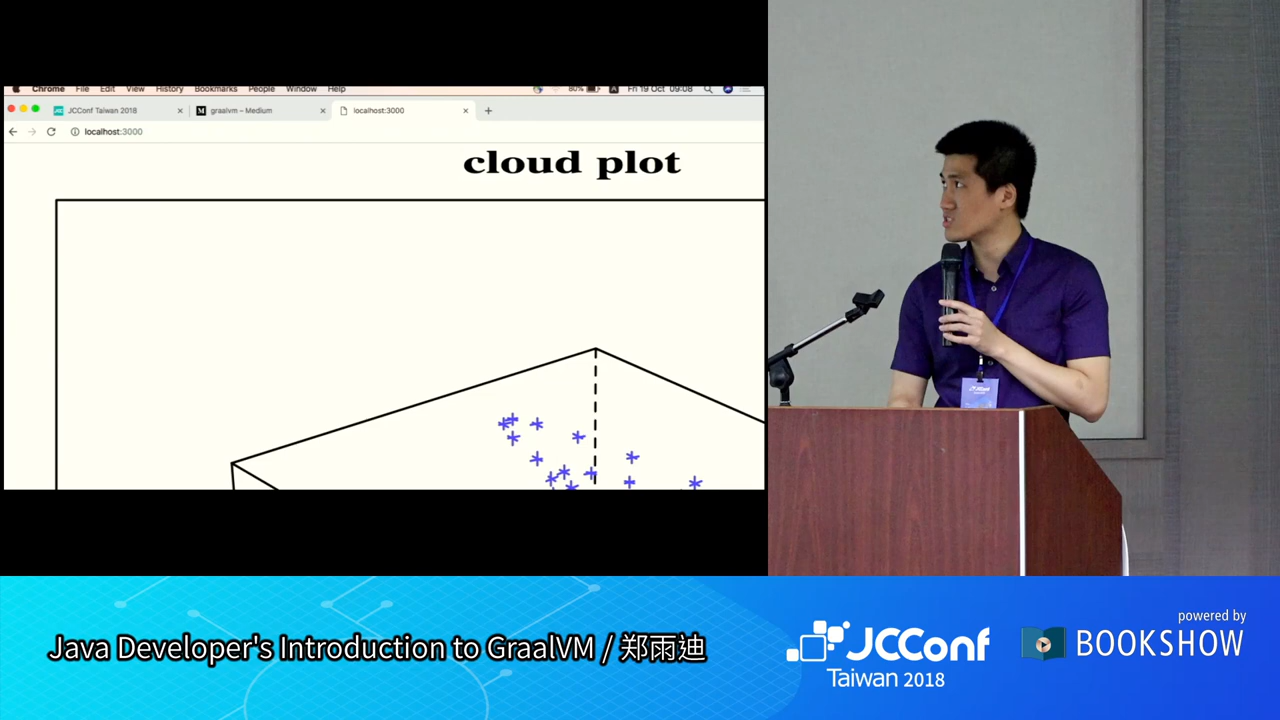 Chrome File Edit View History Bookmarks People Window Help 80% Fri 19 Oct 09:08
JCCConf Taiwan 2018 graalvm – Medium localhost:3000
localhost:3000
cloud plot
Java Developer's Introduction to GraalVM / 郑雨迪
JCConf
Taiwan 2018
powered by
BOOKSHOW